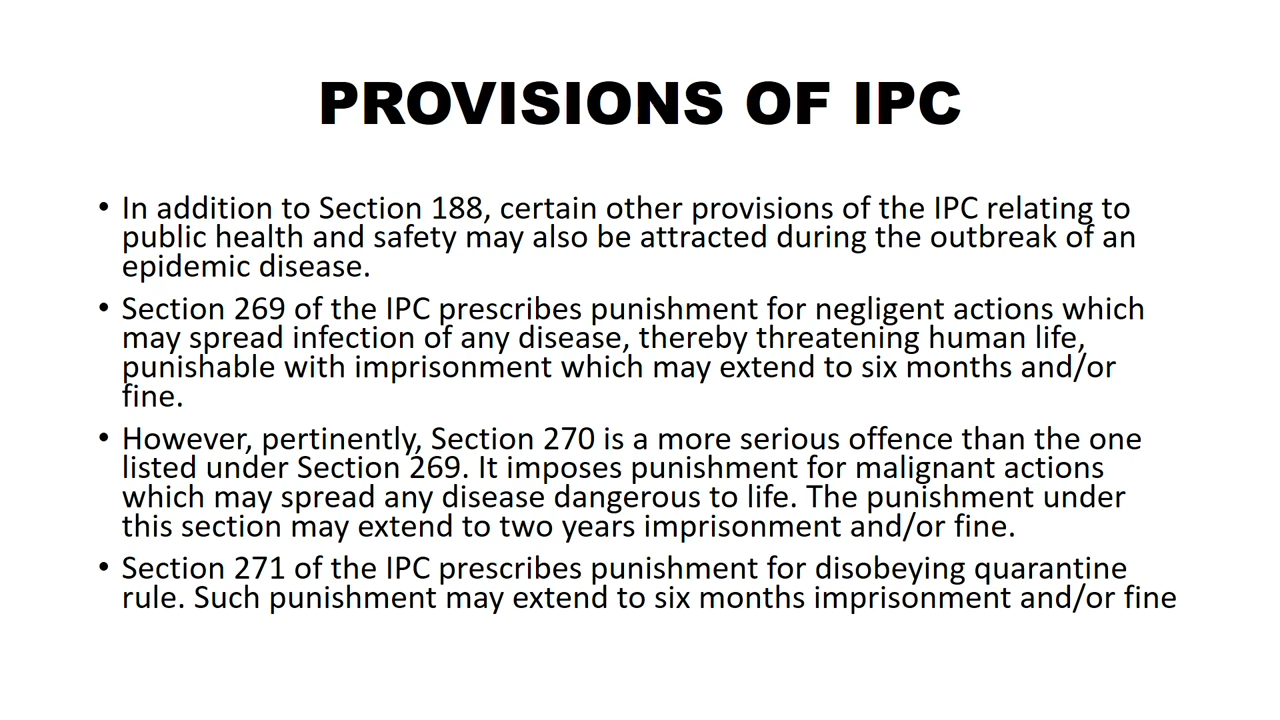 PROVISIONS OF IPC
• In addition to Section 188, certain other provisions of the IPC relating to
public health and safety may also be attracted during the outbreak of an
epidemic disease.
• Section 269 of the IPC prescribes punishment for negligent actions which
may spread infection of any disease, thereby threatening human life,
punishable with imprisonment which may extend to six months and/or
fine.
• However, pertinently, Section 270 is a more serious offence than the one
listed under Section 269. It imposes punishment for malignant actions
which may spread any disease dangerous to life. The punishment under
this section may extend to two years imprisonment and/or fine.
• Section 271 of the IPC prescribes punishment for disobeying quarantine
rule. Such punishment may extend to six months imprisonment and/or fine